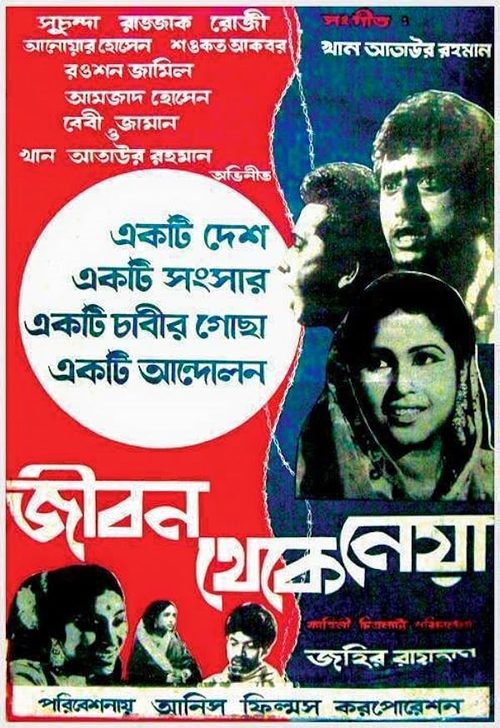 সুচন্দা রাজ্জাক রোজী
আনোয়ার হোসেন শওকত আকবর
রওশন জামিল
আমজাদ হোসেন
বেবী ও জামান
খান আতাউর রহমান
অভিনীত
সংগীত
খান আতাউর রহমান
একটি দেশ
একটি সংসার
একটি চাবীর গোছা
একটি আন্দোলন
জীবন
থেকে নেয়া
কাহিনী চিত্রনাট্য পরিচালনা
জহির রায়হান
পরিবেশনায় আনিস ফিল্মস করপোরেশন